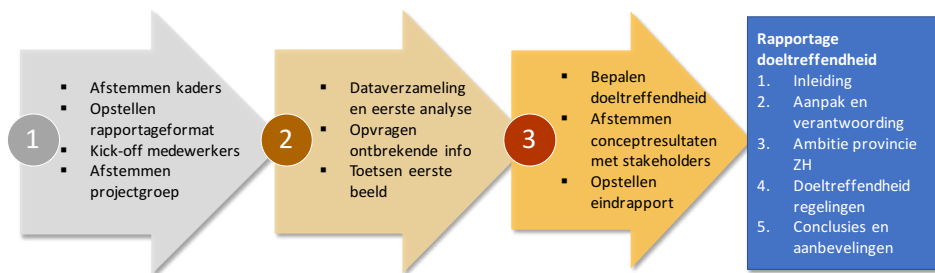 1
▪ Afstemmen kaders
▪ Opstellen
rapportageformat
▪ Kick-off medewerkers
▪ Afstemmen
projectgroep
2
▪ Dataverzameling
en eerste analyse
▪ Opvragen
ontbrekende info
▪ Toetsen eerste
beeld
3
▪ Bepalen
doeltreffendheid
▪ Afstemmen
conceptresultaten
met stakeholders
▪ Opstellen
eindrapport
Rapportage
doeltreffendheid
1. Inleiding
2. Aanpak en
verantwoording
3. Ambitie provincie
ZH
4. Doeltreffendheid
regelingen
5. Conclusies en
aanbevelingen